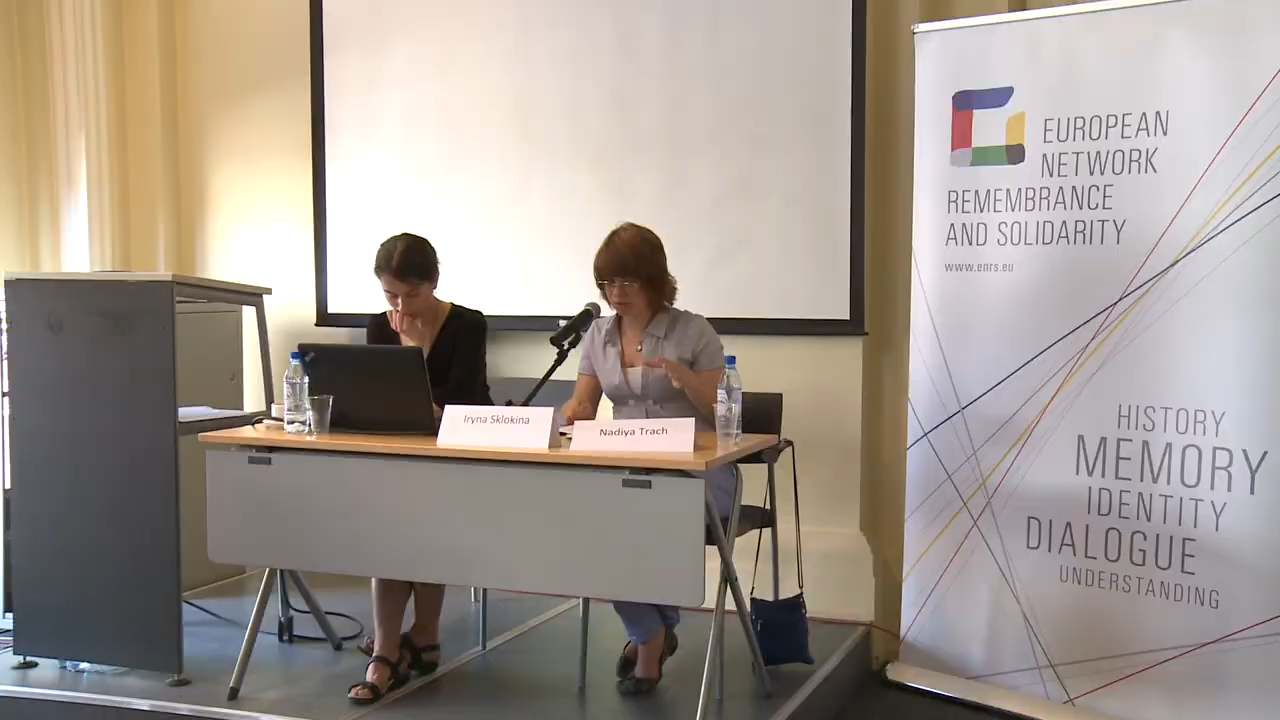 EUROPEAN
NETWORK
REMEMBRANCE
AND SOLIDARITY
www.enrs.eu
HISTORY
MEMORY
IDENTITY
DIALOGUE
UNDERSTANDING
Iryna Sklokina
Nadiya Trach